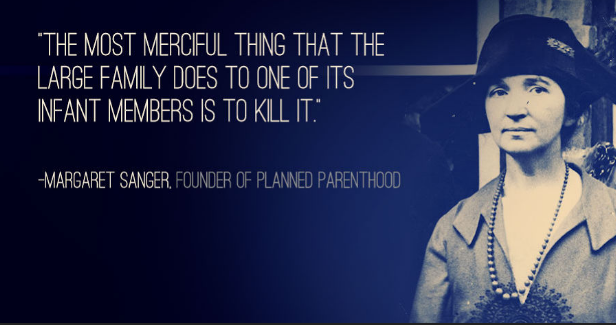 "THE MOST MERCIFUL THING THAT THE
LARGE FAMILY DOES TO ONE OF ITS
INFANT MEMBERS IS TO KILL IT."
-MARGARET SANGER, FOUNDER OF PLANNED PARENTHOOD